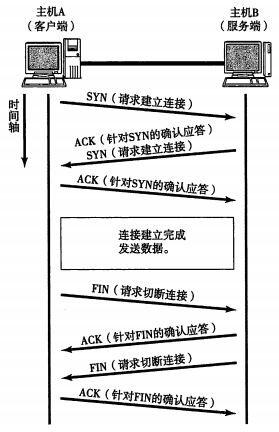 主机A
（客户端）
主机B
（服务端）
时间轴
SYN（请求建立连接）
ACK（针对SYN的确认应答）
SYN（请求建立连接）
ACK（针对SYN的确认应答）
连接建立完成
发送数据。
FIN（请求切断连接）
ACK（针对FIN的确认应答）
FIN（请求切断连接）
ACK（针对FIN的确认应答）